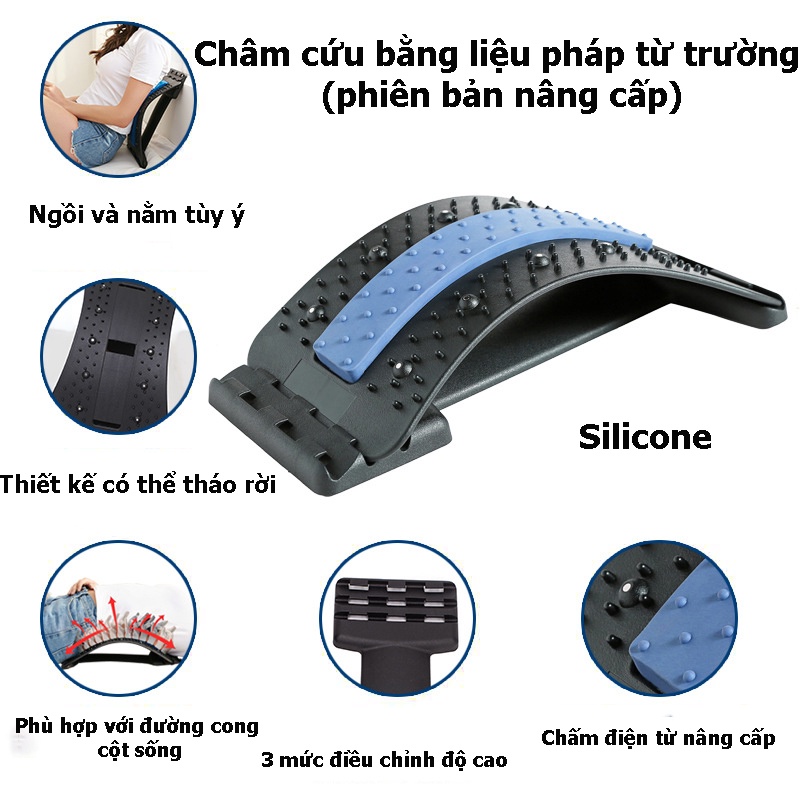 Châm cứu bằng liệu pháp từ trường
(phiên bản nâng cấp)
Ngồi và nằm tùy ý
Silicone
Thiết kế có thể tháo rời
Phù hợp với đường cong
cột sống
3 mức điều chỉnh độ cao
Chấm điện từ nâng cấp